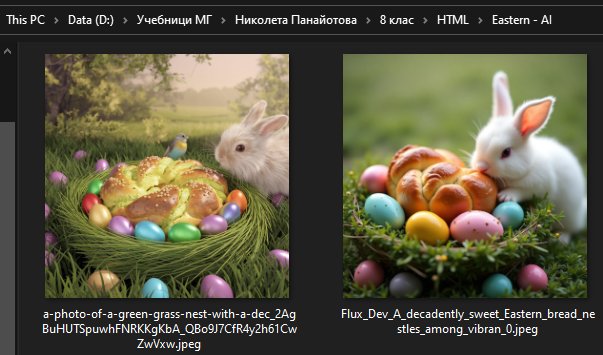 This PC > Data (D:) > Учебници МГ > Николета Панайотова > 8 клас > HTML > Eastern - AI
a-photo-of-a-green-grass-nest-with-a-dec_2Ag
BuHUTSpuwhFNRKKgKbA_QBo9J7CfR4y2h61Cw
ZwVxw.jpeg
Flux_Dev_A_decadently_sweet_Eastern_bread_ne
stles_among_vibran_0.jpeg